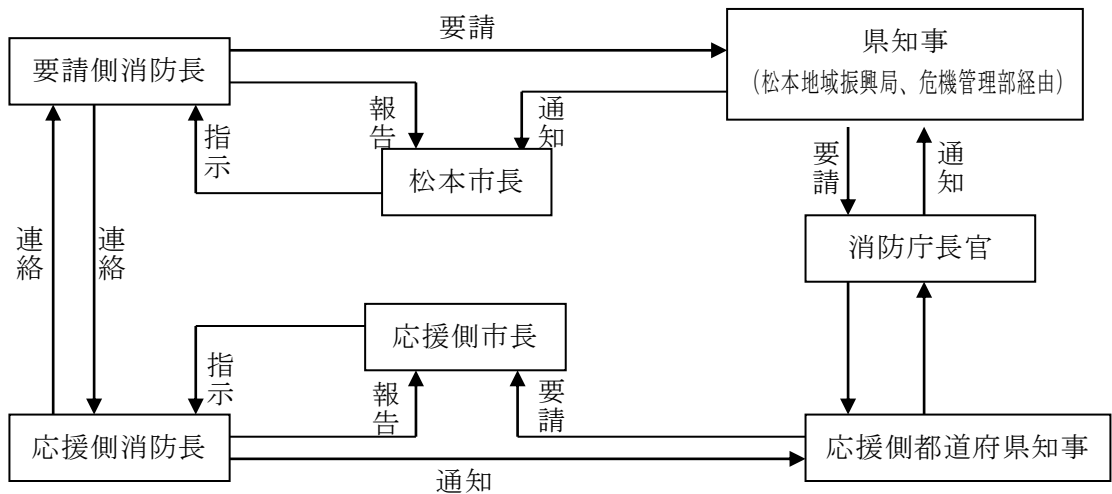 要請
県知事
(松本地域振興局、危機管理部経由)
要請側消防長
報告
通知
指示
松本市長
要請
通知
消防庁長官
連絡
連絡
応援側市長
指示
報告
要請
応援側消防長
応援側都道府県知事
通知